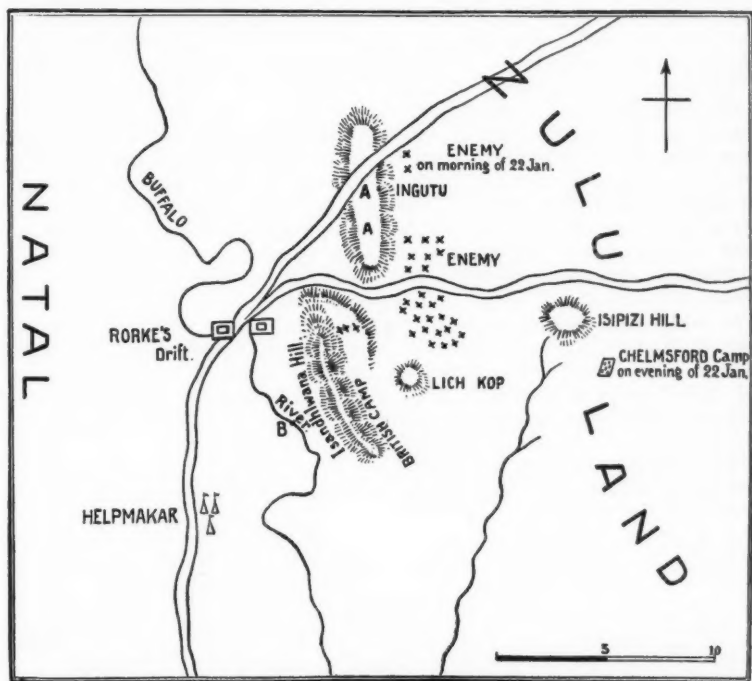 NATAL
ZULU
LAND
ENEMY
on morning of 22 Jan.
BUFFALO
A
INGUTU
A
ENEMY
RORKE'S
Drift.
ISIPIZI HILL
CHELMSFORD Camp
on evening of 22 Jan.
LICH KOP
Isandhlwana Hill
BRITISH CAMP
River
B
HELPMAKAR
5
10